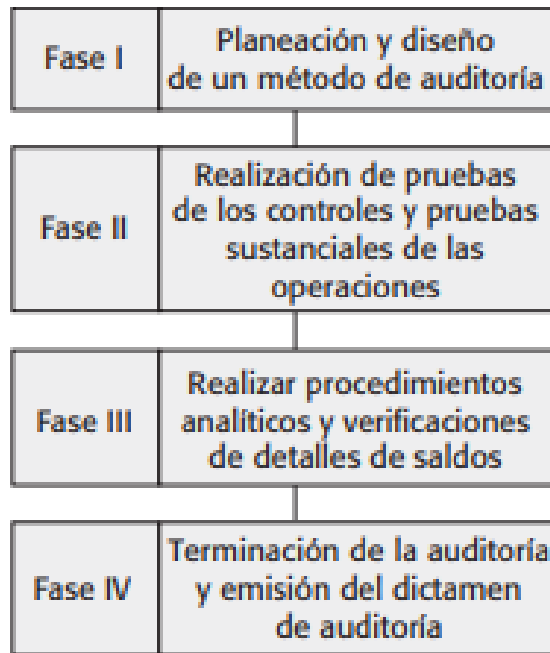 Fase I
Planeación y diseño
de un método de auditoría
Fase II
Realización de pruebas
de los controles y pruebas
sustanciales de las
operaciones
Fase III
Realizar procedimientos
analíticos y verificaciones
de detalles de saldos
Fase IV
Terminación de la auditoría
y emisión del dictamen
de auditoría